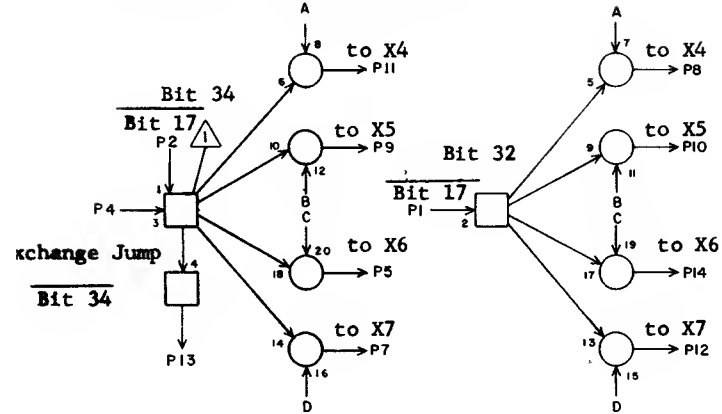 A
8
to X4
6
P11
Bit 34
Bit 17
1
P2
10
to X5
P9
12
1
P4
3
B
C
xchange Jump
4
20
to X6
18
P5
Bit 34
to X7
14
P7
16
P13
D
A
7
to X4
5
P8
Bit 32
to X5
9
P10
11
Bit 17
P1
2
B
C
19
to X6
17
P14
to X7
13
P12
15
D